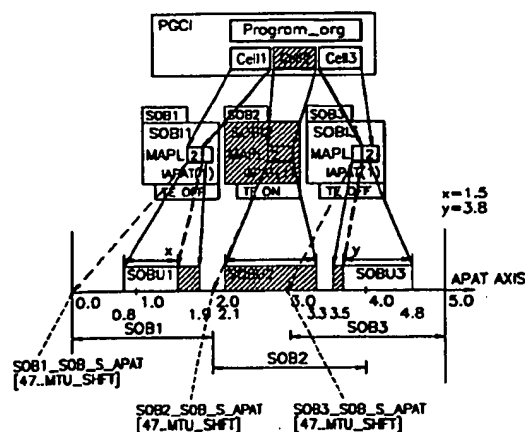 PGCI
Program_org
Cell1 Cell3
SOB1 SOB2 SOB3
SOBI1
MAPL 2 MAPL 2 MAPL 2
IAPAT(1)
TE OFF TE ON TE OFF
x=1.5
y=3.8
x y
SOBU1 SOBU3 APAT AXIS
0.0 1.0 2.0 3.0 4.0 5.0
0.8 1.9 2.1 3.3 3.5 4.8
SOB1 SOB3
SOB2
SOB1_SOB_S_APAT
[47_MTU_SHFT]
SOB2_SOB_S_APAT SOB3_SOB_S_APAT
[47_MTU_SHFT] [47_MTU_SHFT]